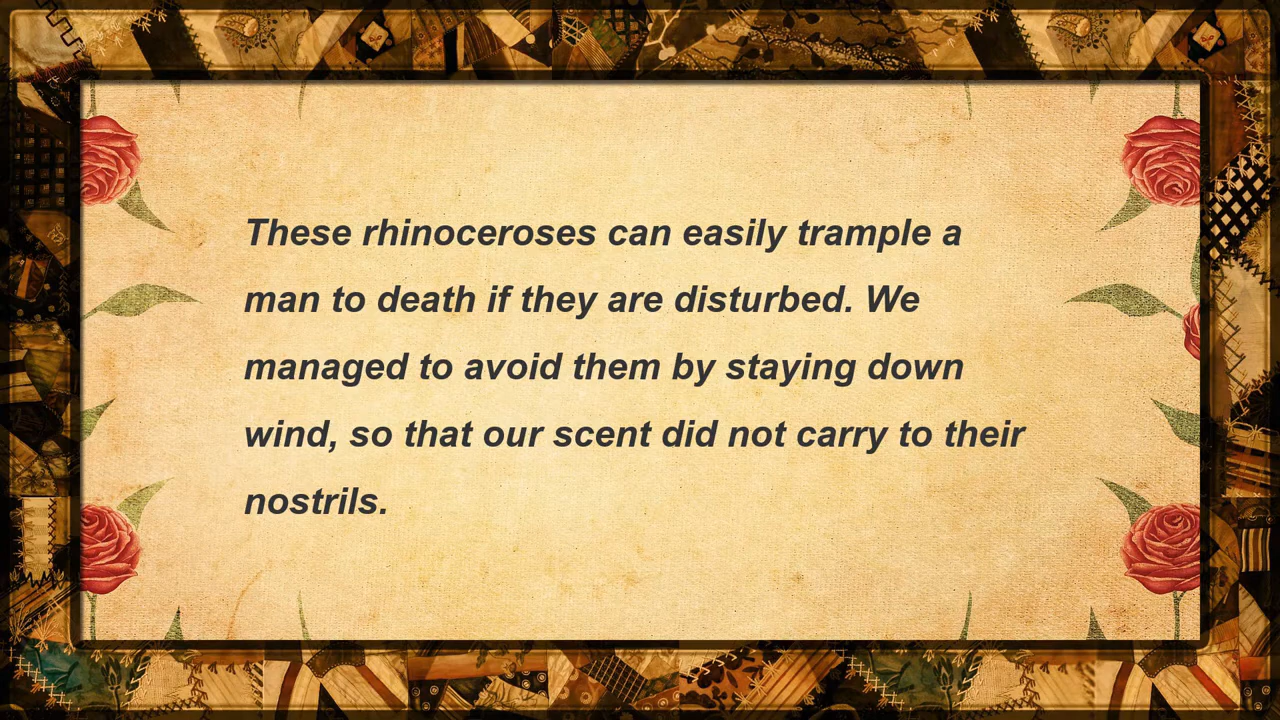 These rhinoceroses can easily trample a
man to death if they are disturbed. We
managed to avoid them by staying down
wind, so that our scent did not carry to their
nostrils.